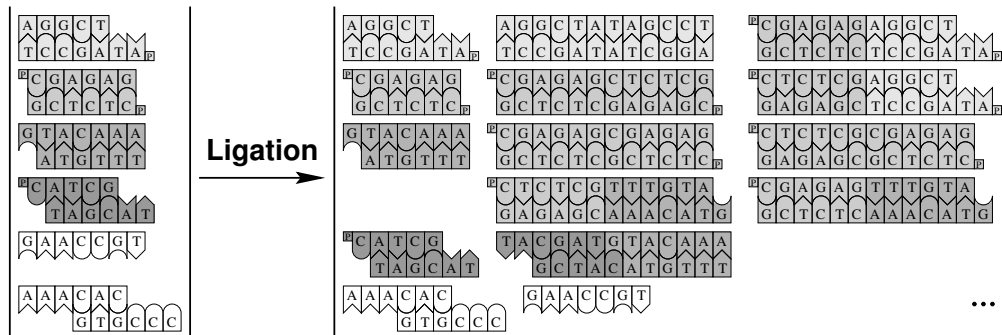 AGGCT
TCCGATA P
P CGAGAG
GCTCTC P
GTACAAA
ATGTTT
P CATCG
TAGCAT
GAACCGT
AAACAC
GTGCCC
Ligation
AGGCT
TCCGATA P
AGGCTATAGCCT
TCCGATATCGGA
P CGAGAGAGGCT
GCTCTCTCCGATA P
P CGAGAG
GCTCTC P
P CGAGAGCTCTCG
GCTCTCGAGAGC P
P CTCTCGAGGCT
GAGAGCTCCGATA P
GTACAAA
ATGTTT
P CGAGAGCGAGAG
GCTCTCGCTCTC P
P CTCTCGCGAGAG
GAGAGCGCTCTC P
P CTCTCGTTTGTA
GAGAGCAAACATG
P CGAGAGTTTGTA
GCTCTCAAACATG
P CATCG
TAGCAT
TACGATGTACAAA
GCTACATGTTT
AAACAC
GTGCCC
GAACCGT
...